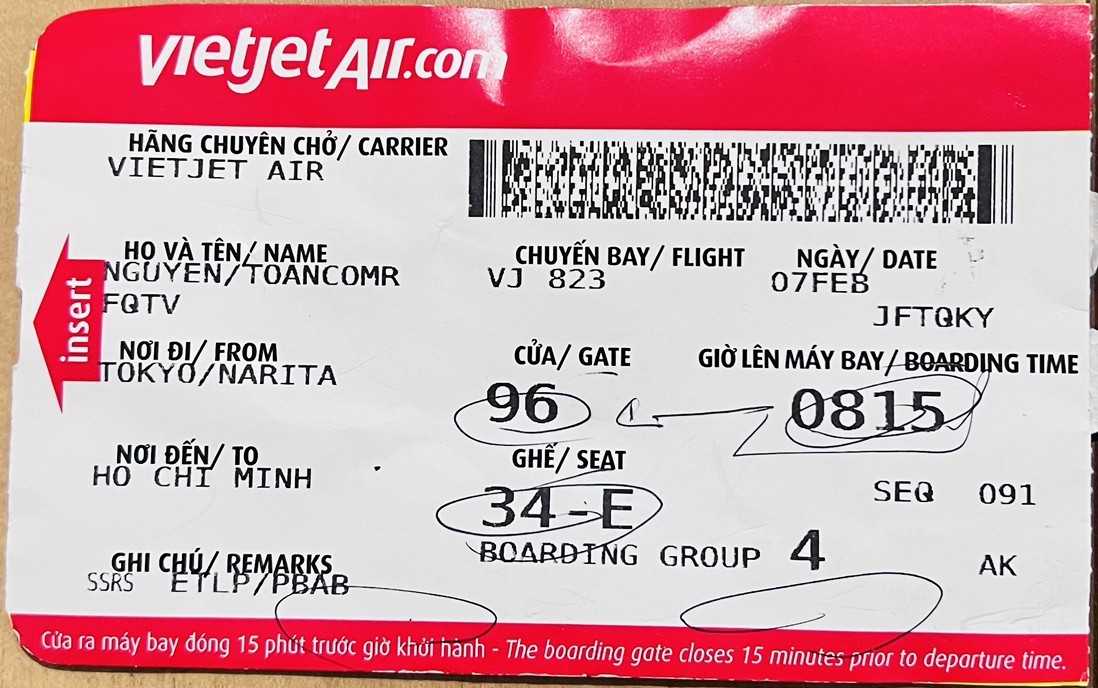 vietjetAir.com
HÃNG CHUYÊN CHỞ/ CARRIER
VIETJET AIR
HỌ VÀ TÊN/ NAME
NGUYEN/TOANCOMR
FQTV
CHUYẾN BAY/ FLIGHT
VJ 823
NGÀY/ DATE
07FEB
JFTQKY
insert
NƠI ĐI/ FROM
TOKYO/NARITA
CỬA/ GATE
96
GIỜ LÊN MÁY BAY/ BOARDING TIME
0815
NƠI ĐẾN/ TO
HO CHI MINH
GHẾ/ SEAT
34-E
SEQ 091
BOARDING GROUP 4
AK
GHI CHÚ/ REMARKS
SSRS ETLP/PBAB
Cửa ra máy bay đóng 15 phút trước giờ khởi hành - The boarding gate closes 15 minutes prior to departure time.